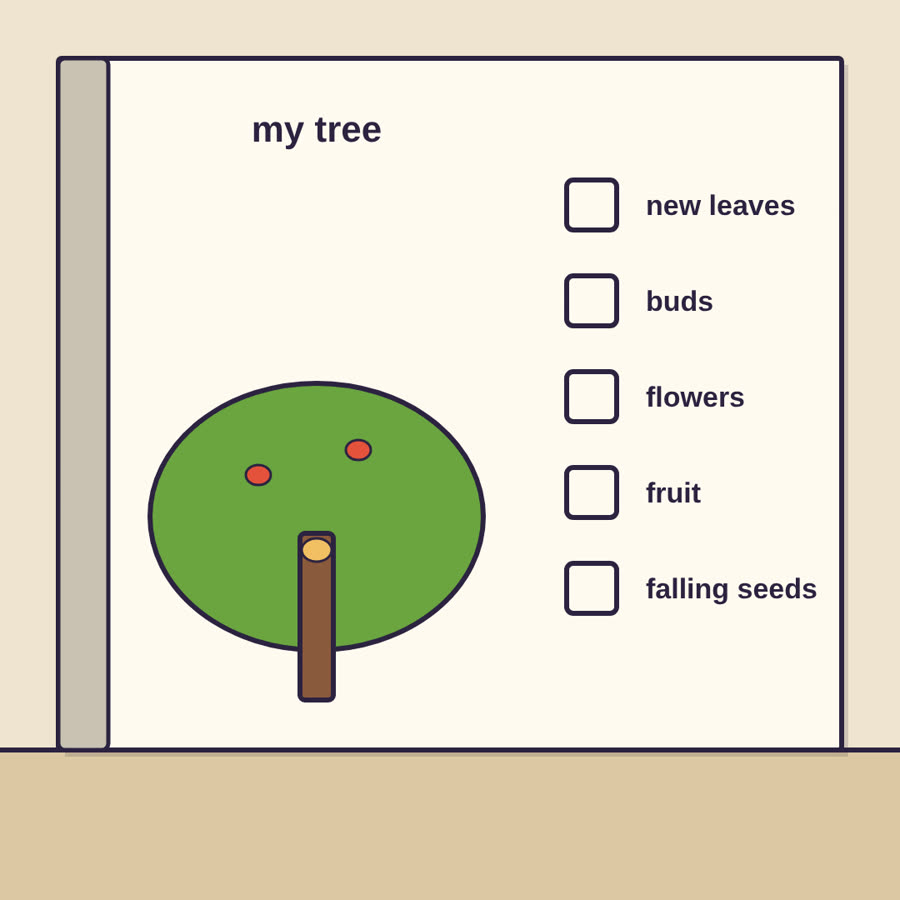 my tree
new leaves
buds
flowers
fruit
falling seeds